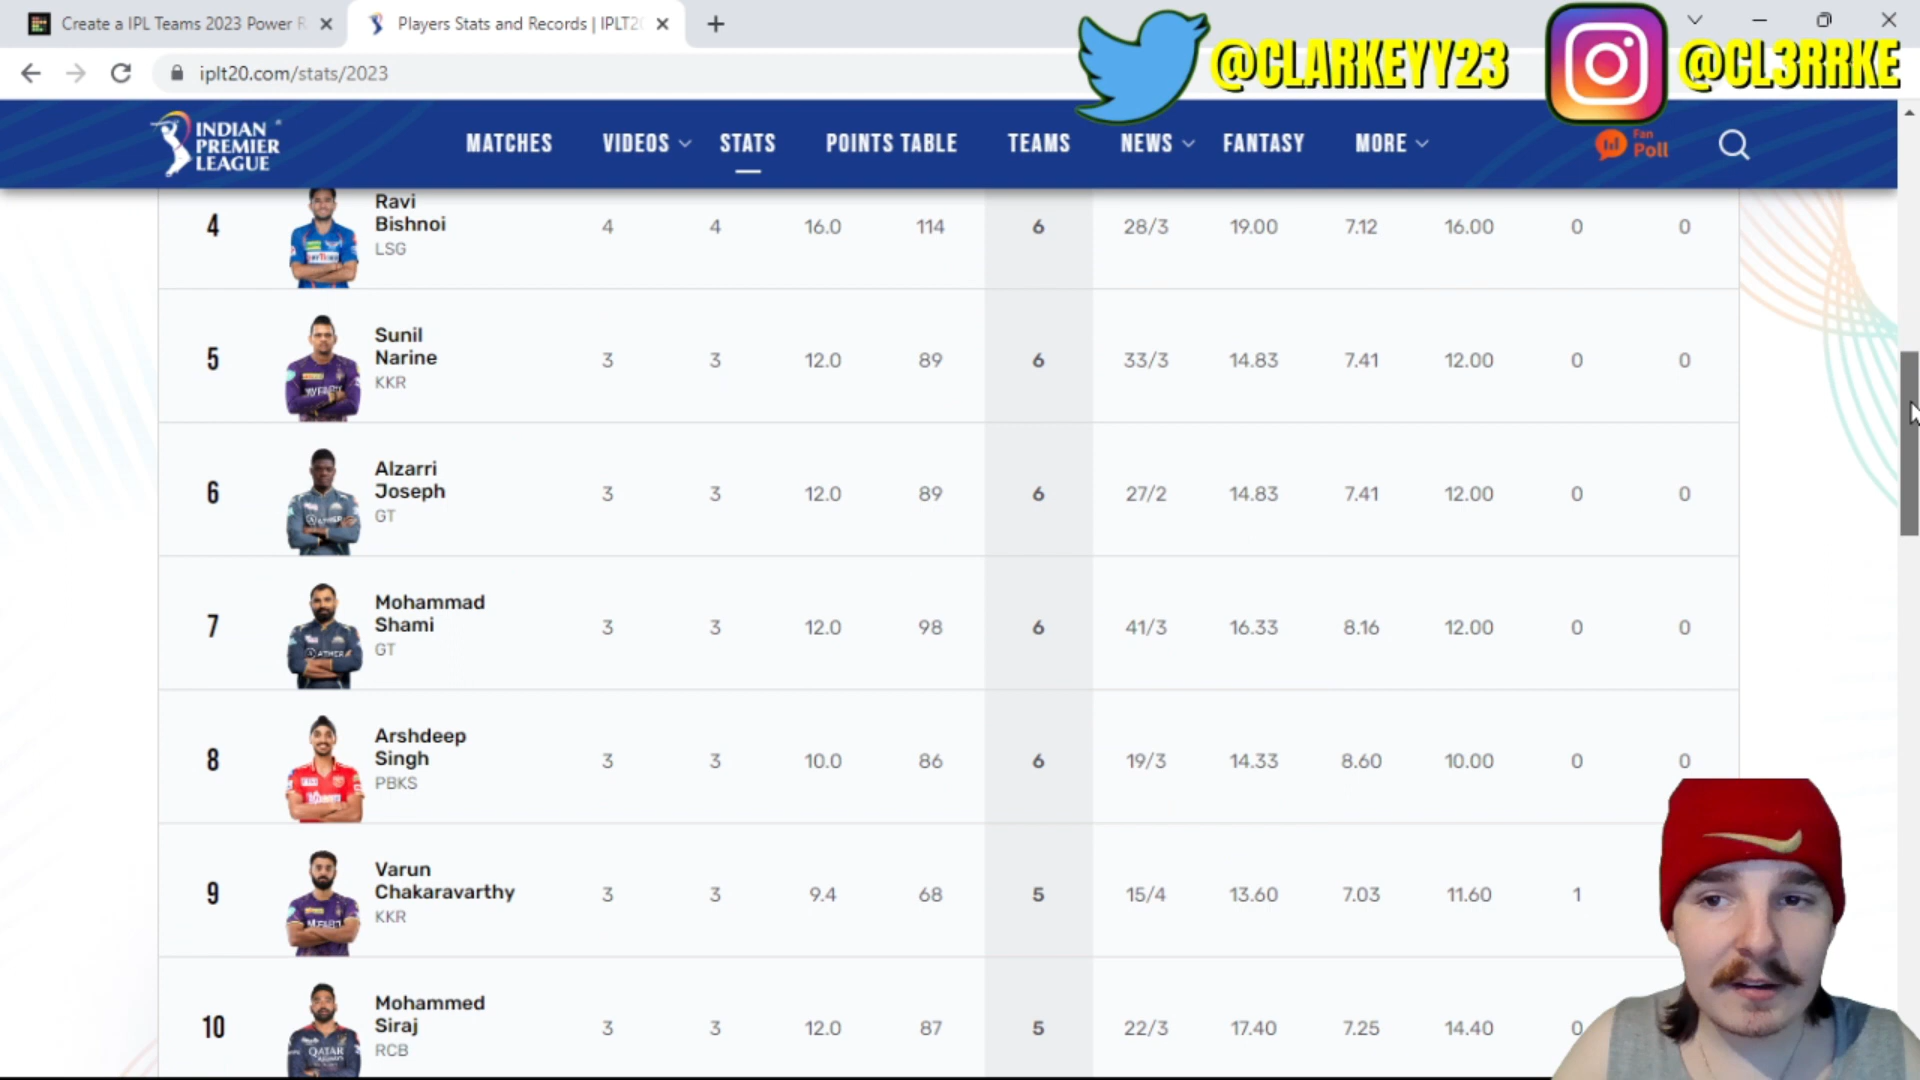 Create a IPL Teams 2023 Power R
Players Stats and Records | IPLT20
iplt20.com/stats/2023
@CLARKEYY23
@CL3RRKE
INDIAN
PREMIER
LEAGUE
MATCHES VIDEOS STATS POINTS TABLE TEAMS NEWS FANTASY MORE
Fan
Poll
4 Ravi Bishnoi LSG 4 4 16.0 114 6 28/3 19.00 7.12 16.00 0 0
5 Sunil Narine KKR 3 3 12.0 89 6 33/3 14.83 7.41 12.00 0 0
6 Alzarri Joseph GT 3 3 12.0 89 6 27/2 14.83 7.41 12.00 0 0
7 Mohammad Shami GT 3 3 12.0 98 6 41/3 16.33 8.16 12.00 0 0
8 Arshdeep Singh PBKS 3 3 10.0 86 6 19/3 14.33 8.60 10.00 0 0
9 Varun Chakaravarthy KKR 3 3 9.4 68 5 15/4 13.60 7.03 11.60 1
10 Mohammed Siraj RCB 3 3 12.0 87 5 22/3 17.40 7.25 14.40 0
QATAR